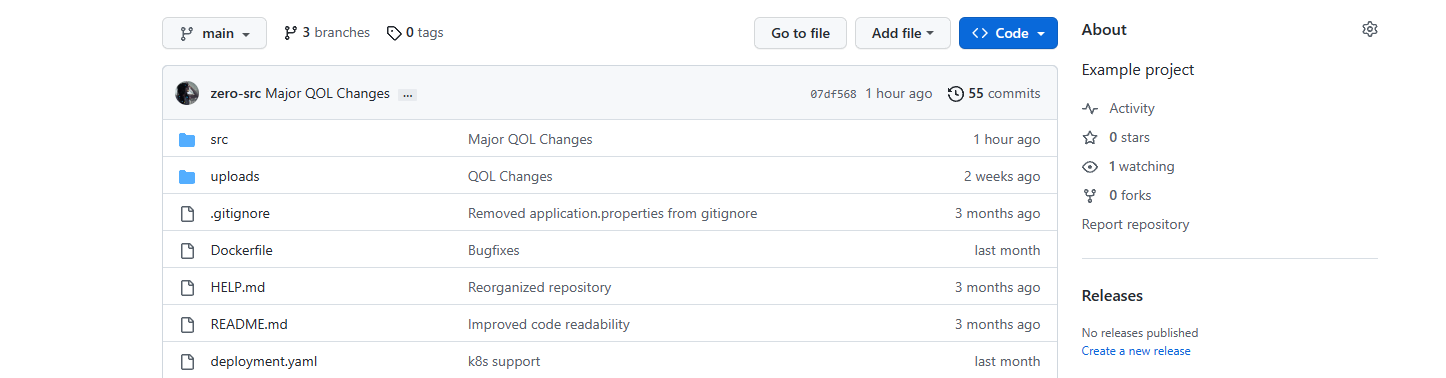 main 3 branches 0 tags Go to file Add file Code
zero-src Major QOL Changes ... 07df568 1 hour ago 55 commits
src Major QOL Changes 1 hour ago
uploads QOL Changes 2 weeks ago
.gitignore Removed application.properties from gitignore 3 months ago
Dockerfile Bugfixes last month
HELP.md Reorganized repository 3 months ago
README.md Improved code readability 3 months ago
deployment.yaml k8s support last month
About
Example project
Activity
0 stars
1 watching
0 forks
Report repository
Releases
No releases published
Create a new release